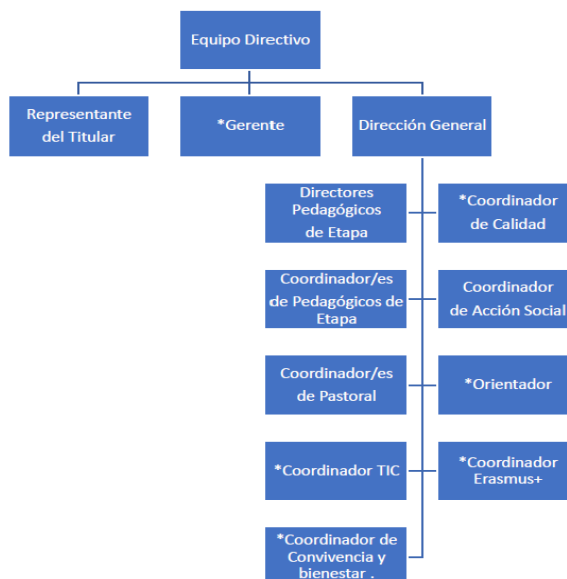 Equipo Directivo
Representante
del Titular
*Gerente
Dirección General
Directores
Pedagógicos
de Etapa
*Coordinador
de Calidad
Coordinador/es
de Pedagógicos de
Etapa
Coordinador
de Acción Social
Coordinador/es
de Pastoral
*Orientador
*Coordinador TIC
*Coordinador
Erasmus+
*Coordinador de
Convivencia y
bienestar .